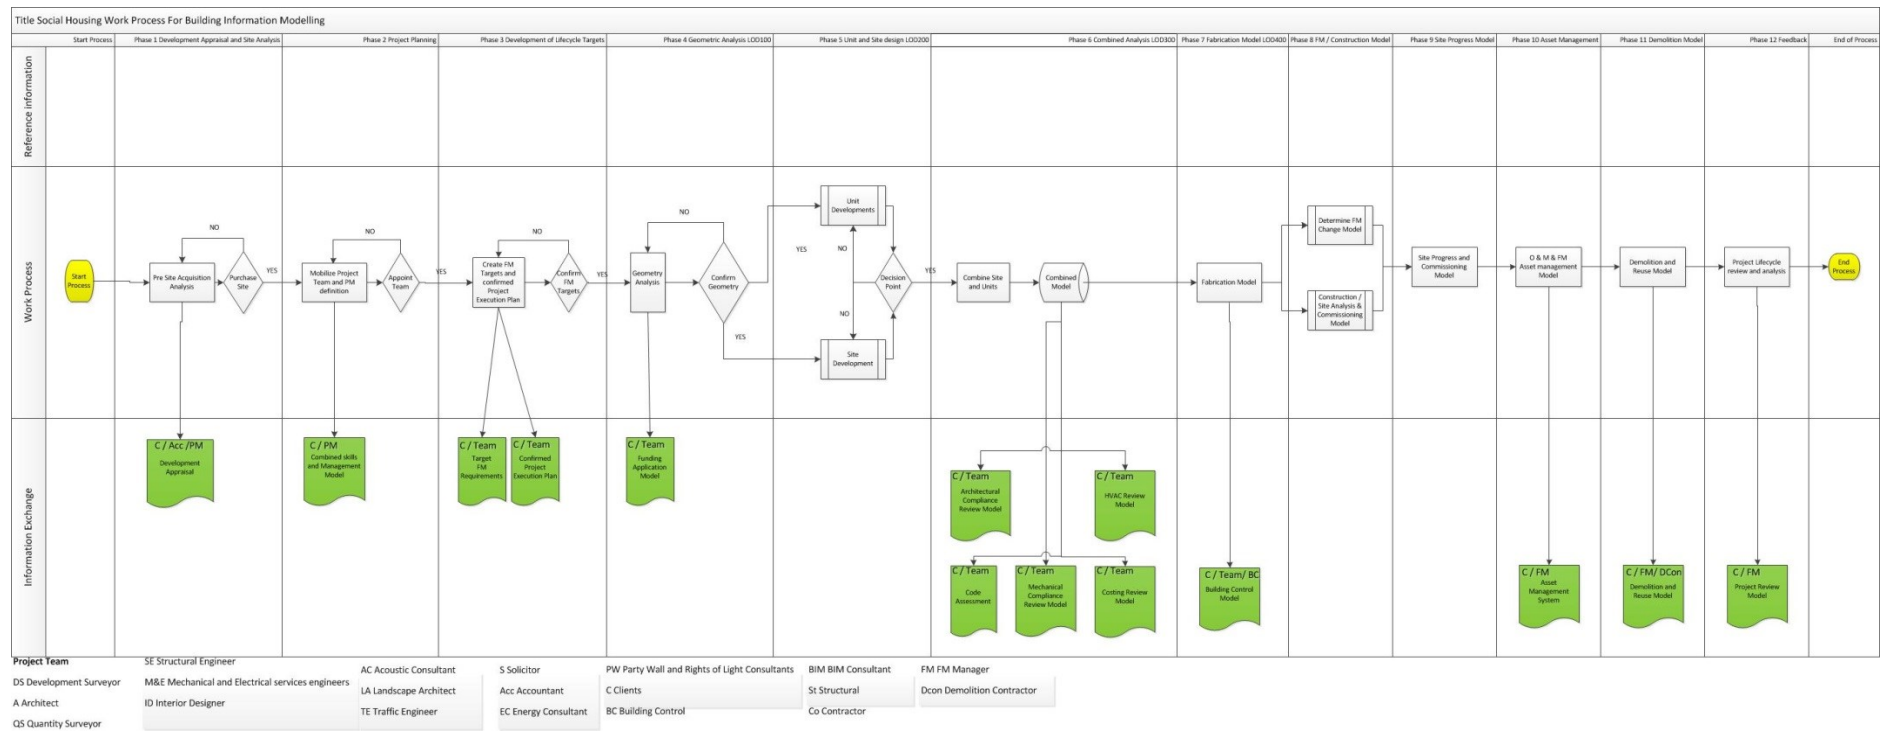 Title Social Housing Work Process For Building Information Modelling
Start Process
Phase 1 Development Appraisal and Site Analysis
Phase 2 Project Planning
Phase 3 Development of Lifecycle Targets
Phase 4 Geometric Analysis LOD100
Phase 5 Unit and Site design LOD200
Phase 6 Combined Analysis LOD300
Phase 7 Fabrication Model LOD400
Phase 8 FM / Construction Model
Phase 9 Site Progress Model
Phase 10 Asset Management
Phase 11 Demolition Model
Phase 12 Feedback
End of Process
Reference information
Work Process
Start
Process
Pre Site Acquisition
Analysis
NO
Purchase
Site
YES
Mobilize Project
Team and PM
definition
NO
Appoint
Team
YES
Create FM
Targets and
confirmed
Project
Execution Plan
NO
Confirm
FM
Targets
YES
Geometry
Analysis
NO
Confirm
Geometry
YES
YES
Unit
Developments
NO
NO
Decision
Point
YES
Site
Development
Combine Site
and Units
Combined
Model
Fabrication Model
Determine FM
Change Model
Construction /
Site Analysis &
Commissioning
Model
Site Progress and
Commissioning
Model
O & M & FM
Asset management
Model
Demolition and
Reuse Model
Project Lifecycle
review and analysis
End
Process
Information Exchange
C / Acc /PM
Development
Appraisal
C / PM
Combined skills
and Management
Model
C / Team
Target
FM
Requirements
C / Team
Confirmed
Project
Execution Plan
C / Team
Funding
Application
Model
C / Team
Architectural
Compliance
Review Model
C / Team
HVAC Review
Model
C / Team
Code
Assessment
C / Team
Mechanical
Compliance
Review Model
C / Team
Costing Review
Model
C / Team/ BC
Building Control
Model
C / FM
Asset
Management
System
C / FM/ DCon
Demolition and
Reuse Model
C / FM
Project Review
Model
Project Team
DS Development Surveyor
A Architect
QS Quantity Surveyor
SE Structural Engineer
M&E Mechanical and Electrical services engineers
ID Interior Designer
AC Acoustic Consultant
LA Landscape Architect
TE Traffic Engineer
S Solicitor
Acc Accountant
EC Energy Consultant
PW Party Wall and Rights of Light Consultants
C Clients
BC Building Control
BIM BIM Consultant
St Structural
Co Contractor
FM FM Manager
Dcon Demolition Contractor